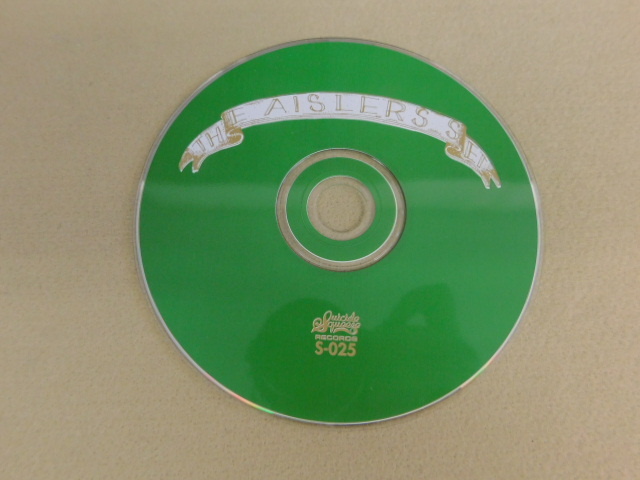 THE AISLERS SET
Suicide
Squeeze
RECORDS
S-025